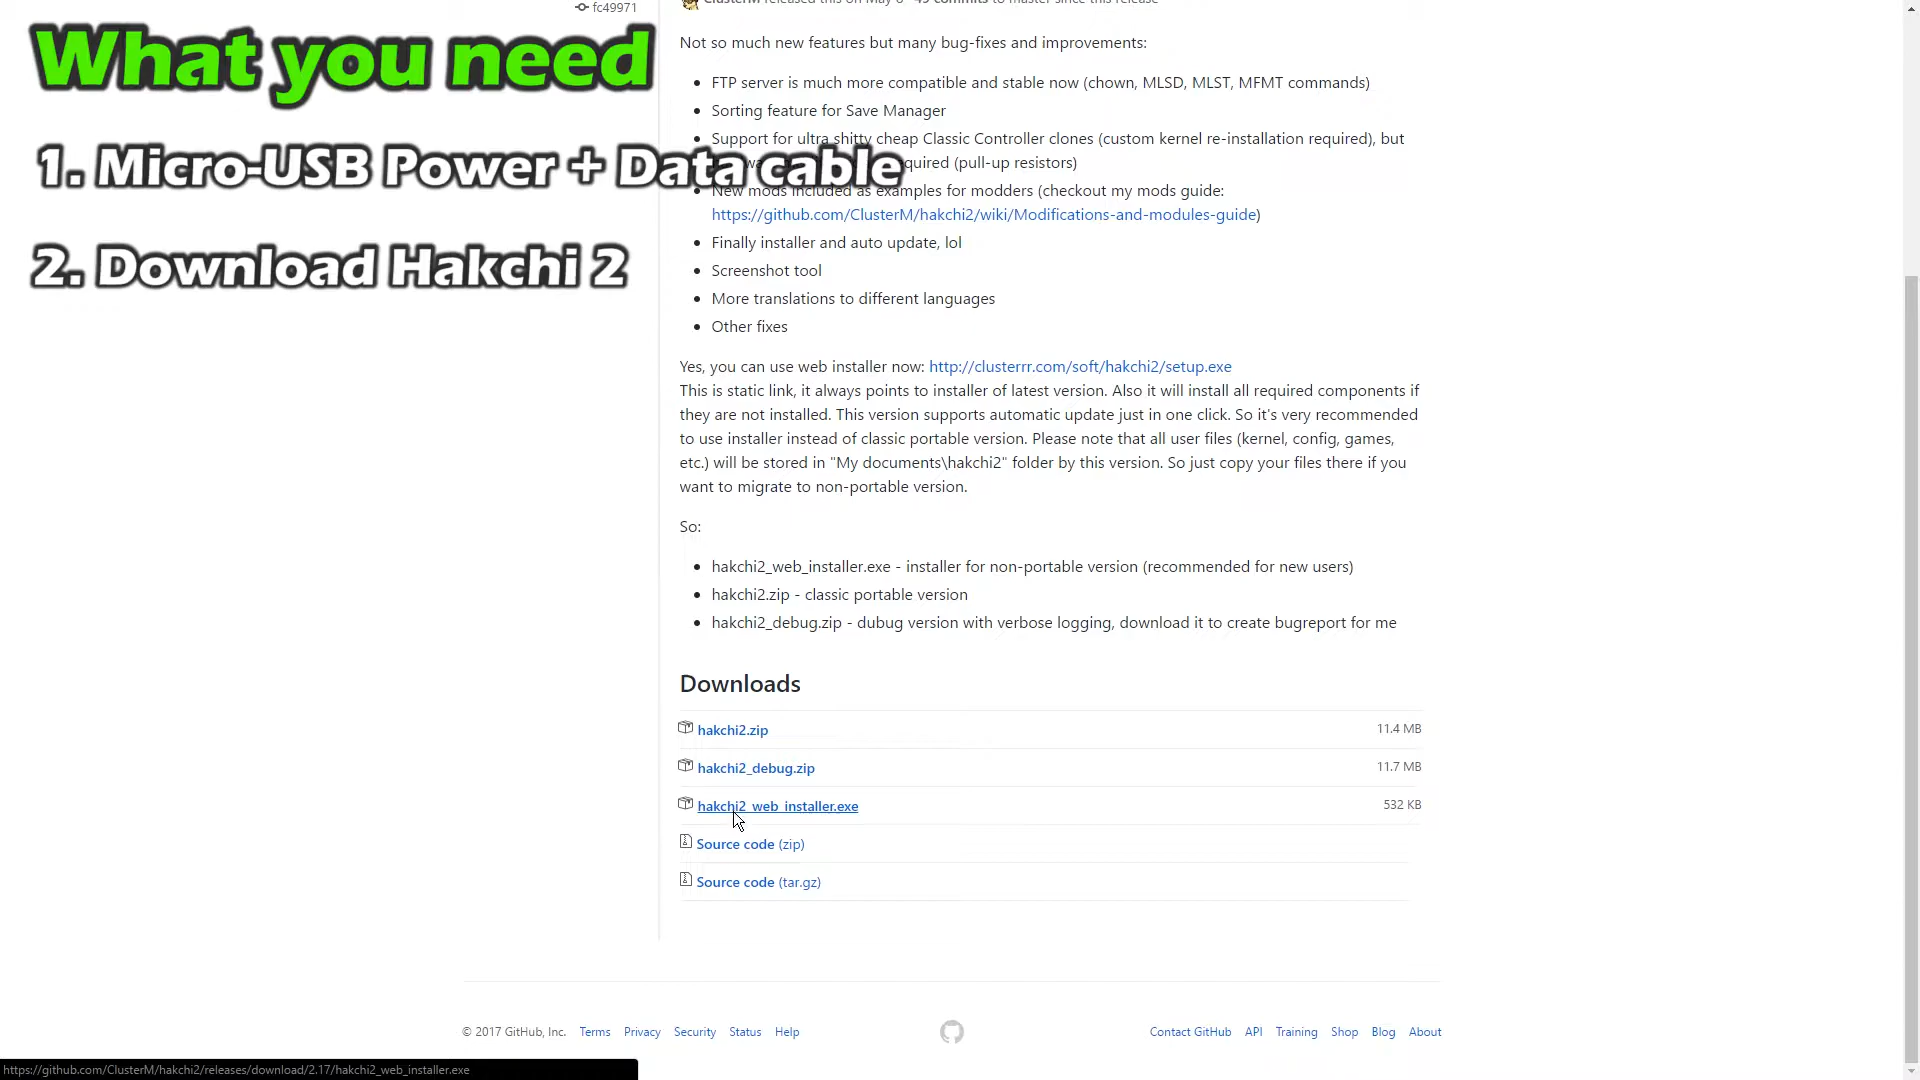 fc49971
ClusterM released this on May 6 · 49 commits to master since this release
What you need
Not so much new features but many bug-fixes and improvements:
FTP server is much more compatible and stable now (chown, MLSD, MLST, MFMT commands)
Sorting feature for Save Manager
Support for ultra shitty cheap Classic Controller clones (custom kernel re-installation required), but
required (pull-up resistors)
1. Micro-USB Power + Data cable
New mods included as examples for modders (checkout my mods guide:
https://github.com/ClusterM/hakchi2/wiki/Modifications-and-modules-guide)
Finally installer and auto update, lol
2. Download Hakchi 2
Screenshot tool
More translations to different languages
Other fixes
Yes, you can use web installer now: http://clusterrr.com/soft/hakchi2/setup.exe
This is static link, it always points to installer of latest version. Also it will install all required components if
they are not installed. This version supports automatic update just in one click. So it's very recommended
to use installer instead of classic portable version. Please note that all user files (kernel, config, games,
etc.) will be stored in "My documents\hakchi2" folder by this version. So just copy your files there if you
want to migrate to non-portable version.
So:
hakchi2_web_installer.exe - installer for non-portable version (recommended for new users)
hakchi2.zip - classic portable version
hakchi2_debug.zip - dubug version with verbose logging, download it to create bugreport for me
Downloads
hakchi2.zip 11.4 MB
hakchi2_debug.zip 11.7 MB
hakchi2_web_installer.exe 532 KB
Source code (zip)
Source code (tar.gz)
© 2017 GitHub, Inc. Terms Privacy Security Status Help Contact GitHub API Training Shop Blog About
https://github.com/ClusterM/hakchi2/releases/download/2.17/hakchi2_web_installer.exe